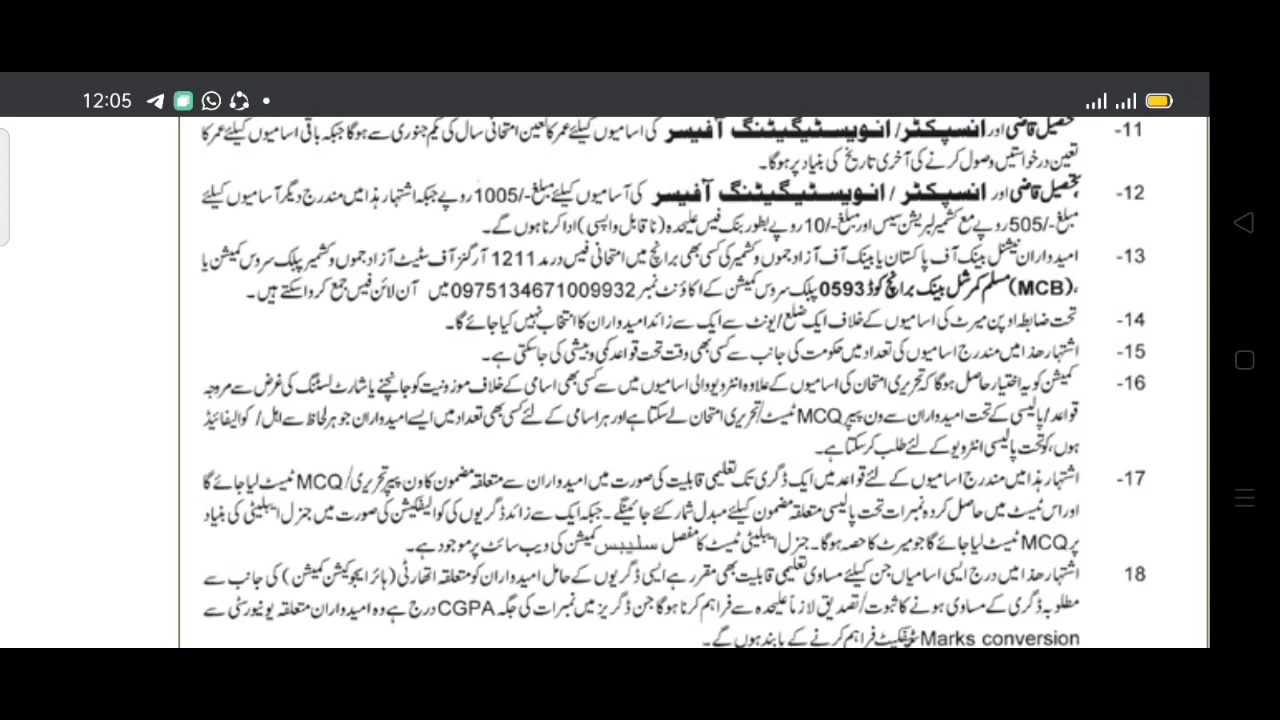 12:05
11- تحصیل قاضی اور انسپکٹر/ انویسٹیگیٹنگ آفیسر کی اسامیوں کیلئے عمر کا تعین امتحانی سال کی یکم جنوری سے ہوگا جبکہ باقی اسامیوں کیلئے عمر کا
تعین درخواستیں وصول کرنے کی آخری تاریخ کی بنیاد پر ہوگا۔
12- تحصیل قاضی اور انسپکٹر / انویسٹیگیٹنگ آفیسر کی آسامیوں کیلئے مبلغ -/1005 روپے جبکہ اشتہار ہذا میں مندرج دیگر آسامیوں کیلئے
مبلغ -/505 روپے مع کشمیر لبریشن سیس اور مبلغ -/10 روپے بطور بنک فیس علیحدہ (نا قابل واپسی) ادا کرنا ہوں گے۔
13- امیدواران نیشنل بینک آف پاکستان یا بینک آف آزاد جموں و کشمیر کی کسی بھی برانچ میں امتحانی فیس در مد 1211 آرگنز آف سٹیٹ آزاد جموں و کشمیر پبلک سروس کمیشن یا
(MCB) مسلم کمرشل بینک برانچ کوڈ 0593 پبلک سروس کمیشن کے اکاؤنٹ نمبر 0975134671009932 میں آن لائن فیس جمع کروا سکتے ہیں۔
14- تحت ضابطہ اوپن میرٹ کی اسامیوں کے خلاف ایک ضلع/یونٹ سے ایک سے زائد امیدواران کا انتخاب نہیں کیا جائے گا۔
15- اشتہار ھذا میں مندرج اسامیوں کی تعداد میں حکومت کی جانب سے کسی بھی وقت تحت قواعد کمی و بیشی کی جاسکتی ہے۔
16- کمیشن کو یہ اختیار حاصل ہوگا کہ تحریری امتحان کی اسامیوں کے علاوہ انٹرویو والی اسامیوں میں سے کسی بھی اسامی کے خلاف موزونیت کو جانچنے یا شارٹ لسٹنگ کی غرض سے مروجہ
قواعد/پالیسی کے تحت امیدواران سے ون پیپر MCQ ٹیسٹ/تحریری امتحان لے سکتا ہے اور ہر اسامی کے لئے کسی بھی تعداد میں ایسے امیدواران جو ہر لحاظ سے اہل/کوالیفائیڈ
ہوں، کو تحت پالیسی انٹرویو کے لئے طلب کر سکتا ہے۔
17- اشتہار ہذا میں مندرج اسامیوں کے لئے قواعد میں ایک ڈگری تک تعلیمی قابلیت کی صورت میں امیدواران سے متعلقہ مضمون کا ون پیپر تحریری/MCQ ٹیسٹ لیا جائے گا
اور اس ٹیسٹ میں حاصل کردہ نمبرات تحت پالیسی متعلقہ مضمون کیلئے مبدل شمار کئے جائینگے۔ جبکہ ایک سے زائد ڈگریوں کی کوالیفکیشن کی صورت میں جنرل ایبلیٹی کی بنیاد
پر MCQ ٹیسٹ لیا جائے گا جو میرٹ کا حصہ ہوگا۔ جنرل ایبلیٹی ٹیسٹ کا مفصل سلیبس کمیشن کی ویب سائٹ پر موجود ہے۔
18 اشتہار ھذا میں درج ایسی اسامیاں جن کیلئے مساوی تعلیمی قابلیت بھی مقرر ہے ایسی ڈگریوں کے حامل امیدواران کو متعلقہ اتھارٹی (ہائر ایجوکیشن کمیشن) کی جانب سے
مطلوبہ ڈگری کے مساوی ہونے کا ثبوت/تصدیق لازماً علیحدہ سے فراہم کرنا ہوگا جن ڈگریز میں نمبرات کی جگہ CGPA درج ہے وہ امیدواران متعلقہ یونیورسٹی سے
Marks conversion سرٹیفکیٹ فراہم کرنے کے پابند ہوں گے۔